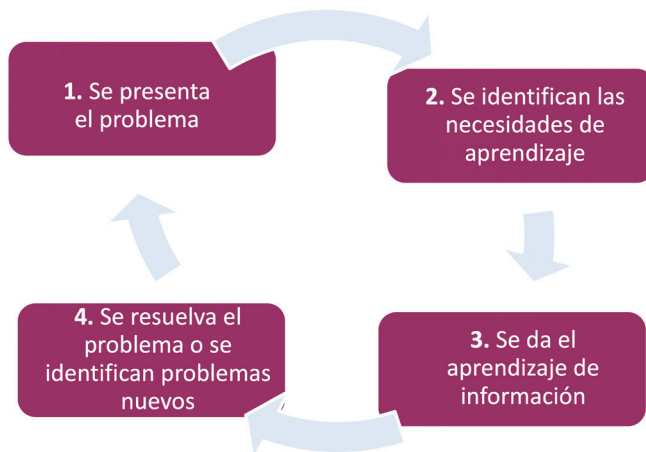 1. Se presenta
el problema
2. Se identifican las
necesidades de
aprendizaje
3. Se da el
aprendizaje de
información
4. Se resuelva el
problema o se
identifican problemas
nuevos